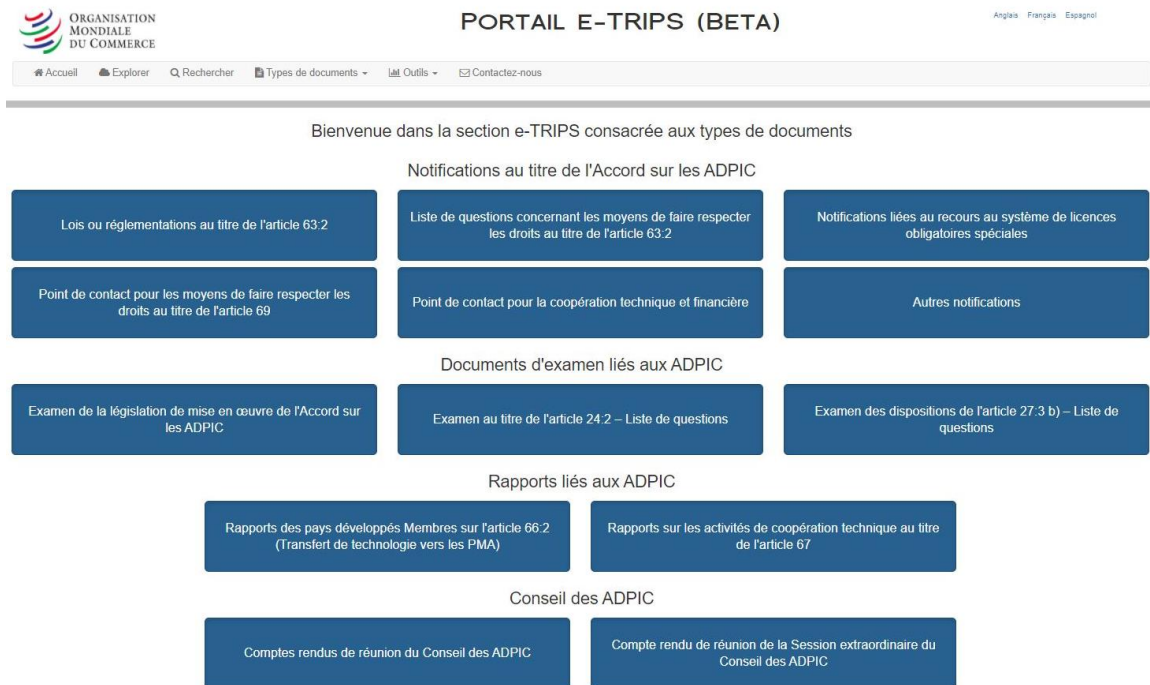 ORGANISATION
MONDIALE
DU COMMERCE
PORTAIL E-TRIPS (BETA)
Anglais Français Espagnol
Accueil Explorer Rechercher Types de documents Outils Contactez-nous
Bienvenue dans la section e-TRIPS consacrée aux types de documents
Notifications au titre de l'Accord sur les ADPIC
Lois ou réglementations au titre de l'article 63:2
Liste de questions concernant les moyens de faire respecter
les droits au titre de l'article 63:2
Notifications liées au recours au système de licences
obligatoires spéciales
Point de contact pour les moyens de faire respecter les
droits au titre de l'article 69
Point de contact pour la coopération technique et financière
Autres notifications
Documents d'examen liés aux ADPIC
Examen de la législation de mise en œuvre de l'Accord sur
les ADPIC
Examen au titre de l'article 24:2 – Liste de questions
Examen des dispositions de l'article 27:3 b) – Liste de
questions
Rapports liés aux ADPIC
Rapports des pays développés Membres sur l'article 66:2
(Transfert de technologie vers les PMA)
Rapports sur les activités de coopération technique au titre
de l'article 67
Conseil des ADPIC
Comptes rendus de réunion du Conseil des ADPIC
Compte rendu de réunion de la Session extraordinaire du
Conseil des ADPIC